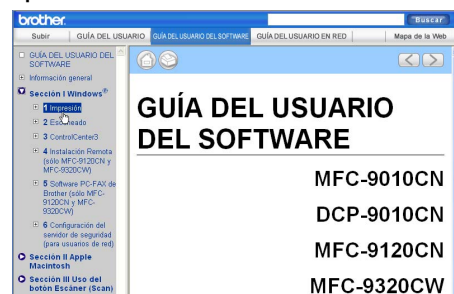 brother.
Buscar
Subir GUÍA DEL USUARIO GUÍA DEL USUARIO DEL SOFTWARE GUÍA DEL USUARIO EN RED Mapa de la Web
GUÍA DEL USUARIO DEL
SOFTWARE
Información general
Sección I Windows®
1 Impresión
2 Escaneado
3 ControlCenter3
4 Instalación Remota
(sólo MFC-9120CN y
MFC-9320CW)
5 Software PC-FAX de
Brother (sólo MFC-
9120CN y MFC-
9320CW)
6 Configuración del
servidor de seguridad
(para usuarios de red)
Sección II Apple
Macintosh
Sección III Uso del
botón Escáner (Scan)
GUÍA DEL USUARIO
DEL SOFTWARE
MFC-9010CN
DCP-9010CN
MFC-9120CN
MFC-9320CW